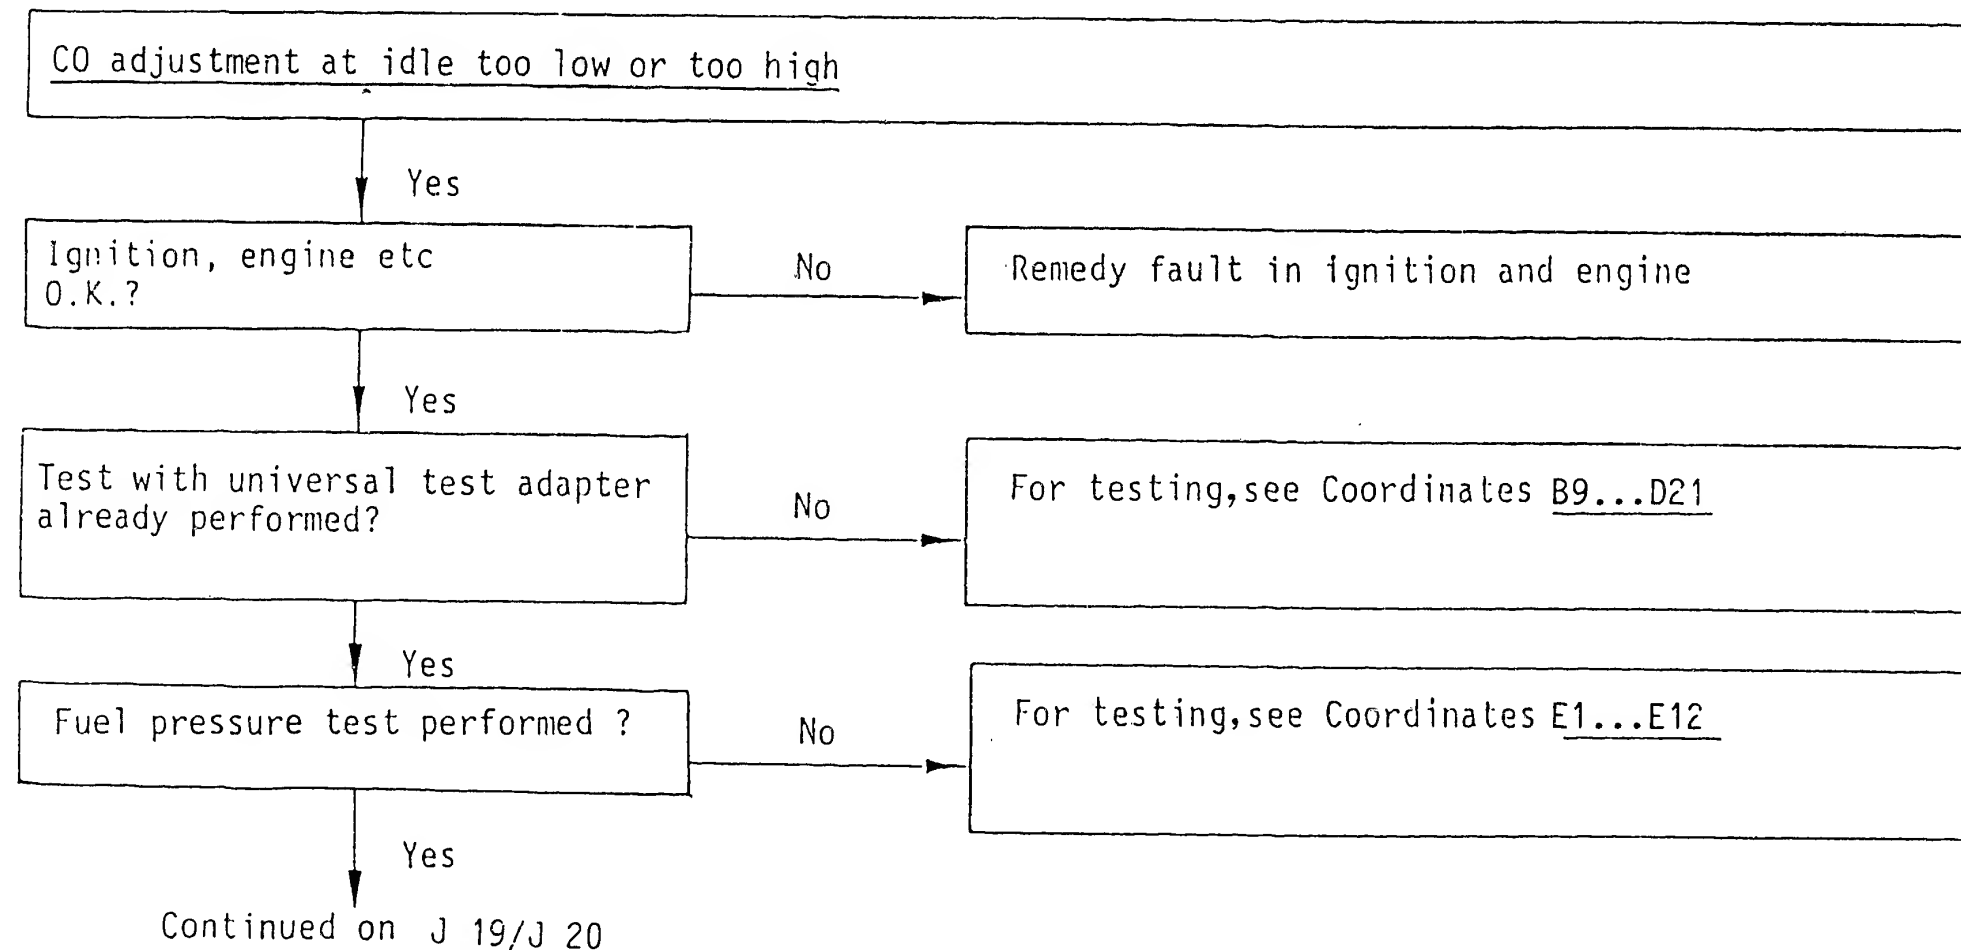 CO adjustment at idle too low or too high
Yes
Ignition, engine etc
O.K.?
No
Remedy fault in ignition and engine
Yes
Test with universal test adapter
already performed?
No
For testing,see Coordinates B9...D21
Yes
Fuel pressure test performed ?
No
For testing,see Coordinates E1...E12
Yes
Continued on J 19/J 20